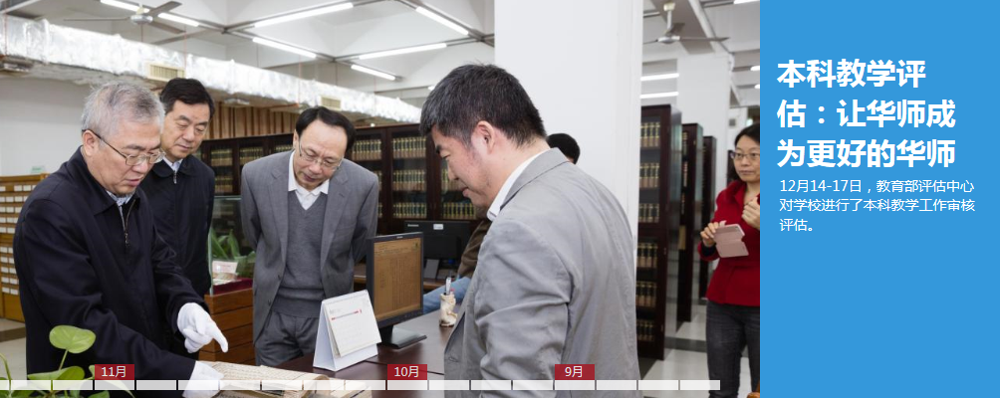 本科教学评
估：让华师成
为更好的华师
12月14-17日，教育部评估中心
对学校进行了本科教学工作审核
评估。
11月
10月
9月